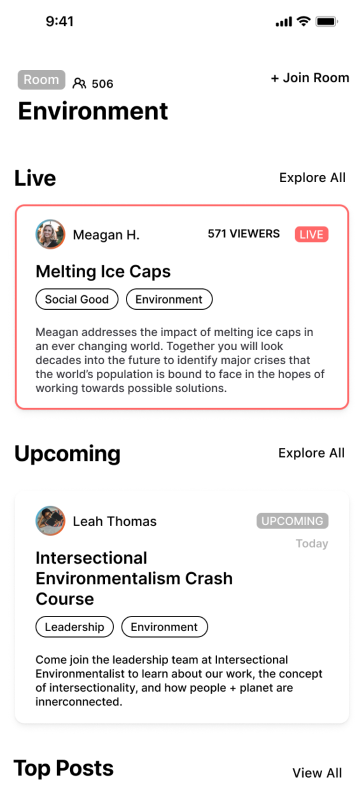 9:41
Room 506 + Join Room
Environment
Live Explore All
Meagan H. 571 VIEWERS LIVE
Melting Ice Caps
Social Good Environment
Meagan addresses the impact of melting ice caps in
an ever changing world. Together you will look
decades into the future to identify major crises that
the world's population is bound to face in the hopes of
working towards possible solutions.
Upcoming Explore All
Leah Thomas UPCOMING
Today
Intersectional
Environmentalism Crash
Course
Leadership Environment
Come join the leadership team at Intersectional
Environmentalist to learn about our work, the concept
of intersectionality, and how people + planet are
innerconnected.
Top Posts View All